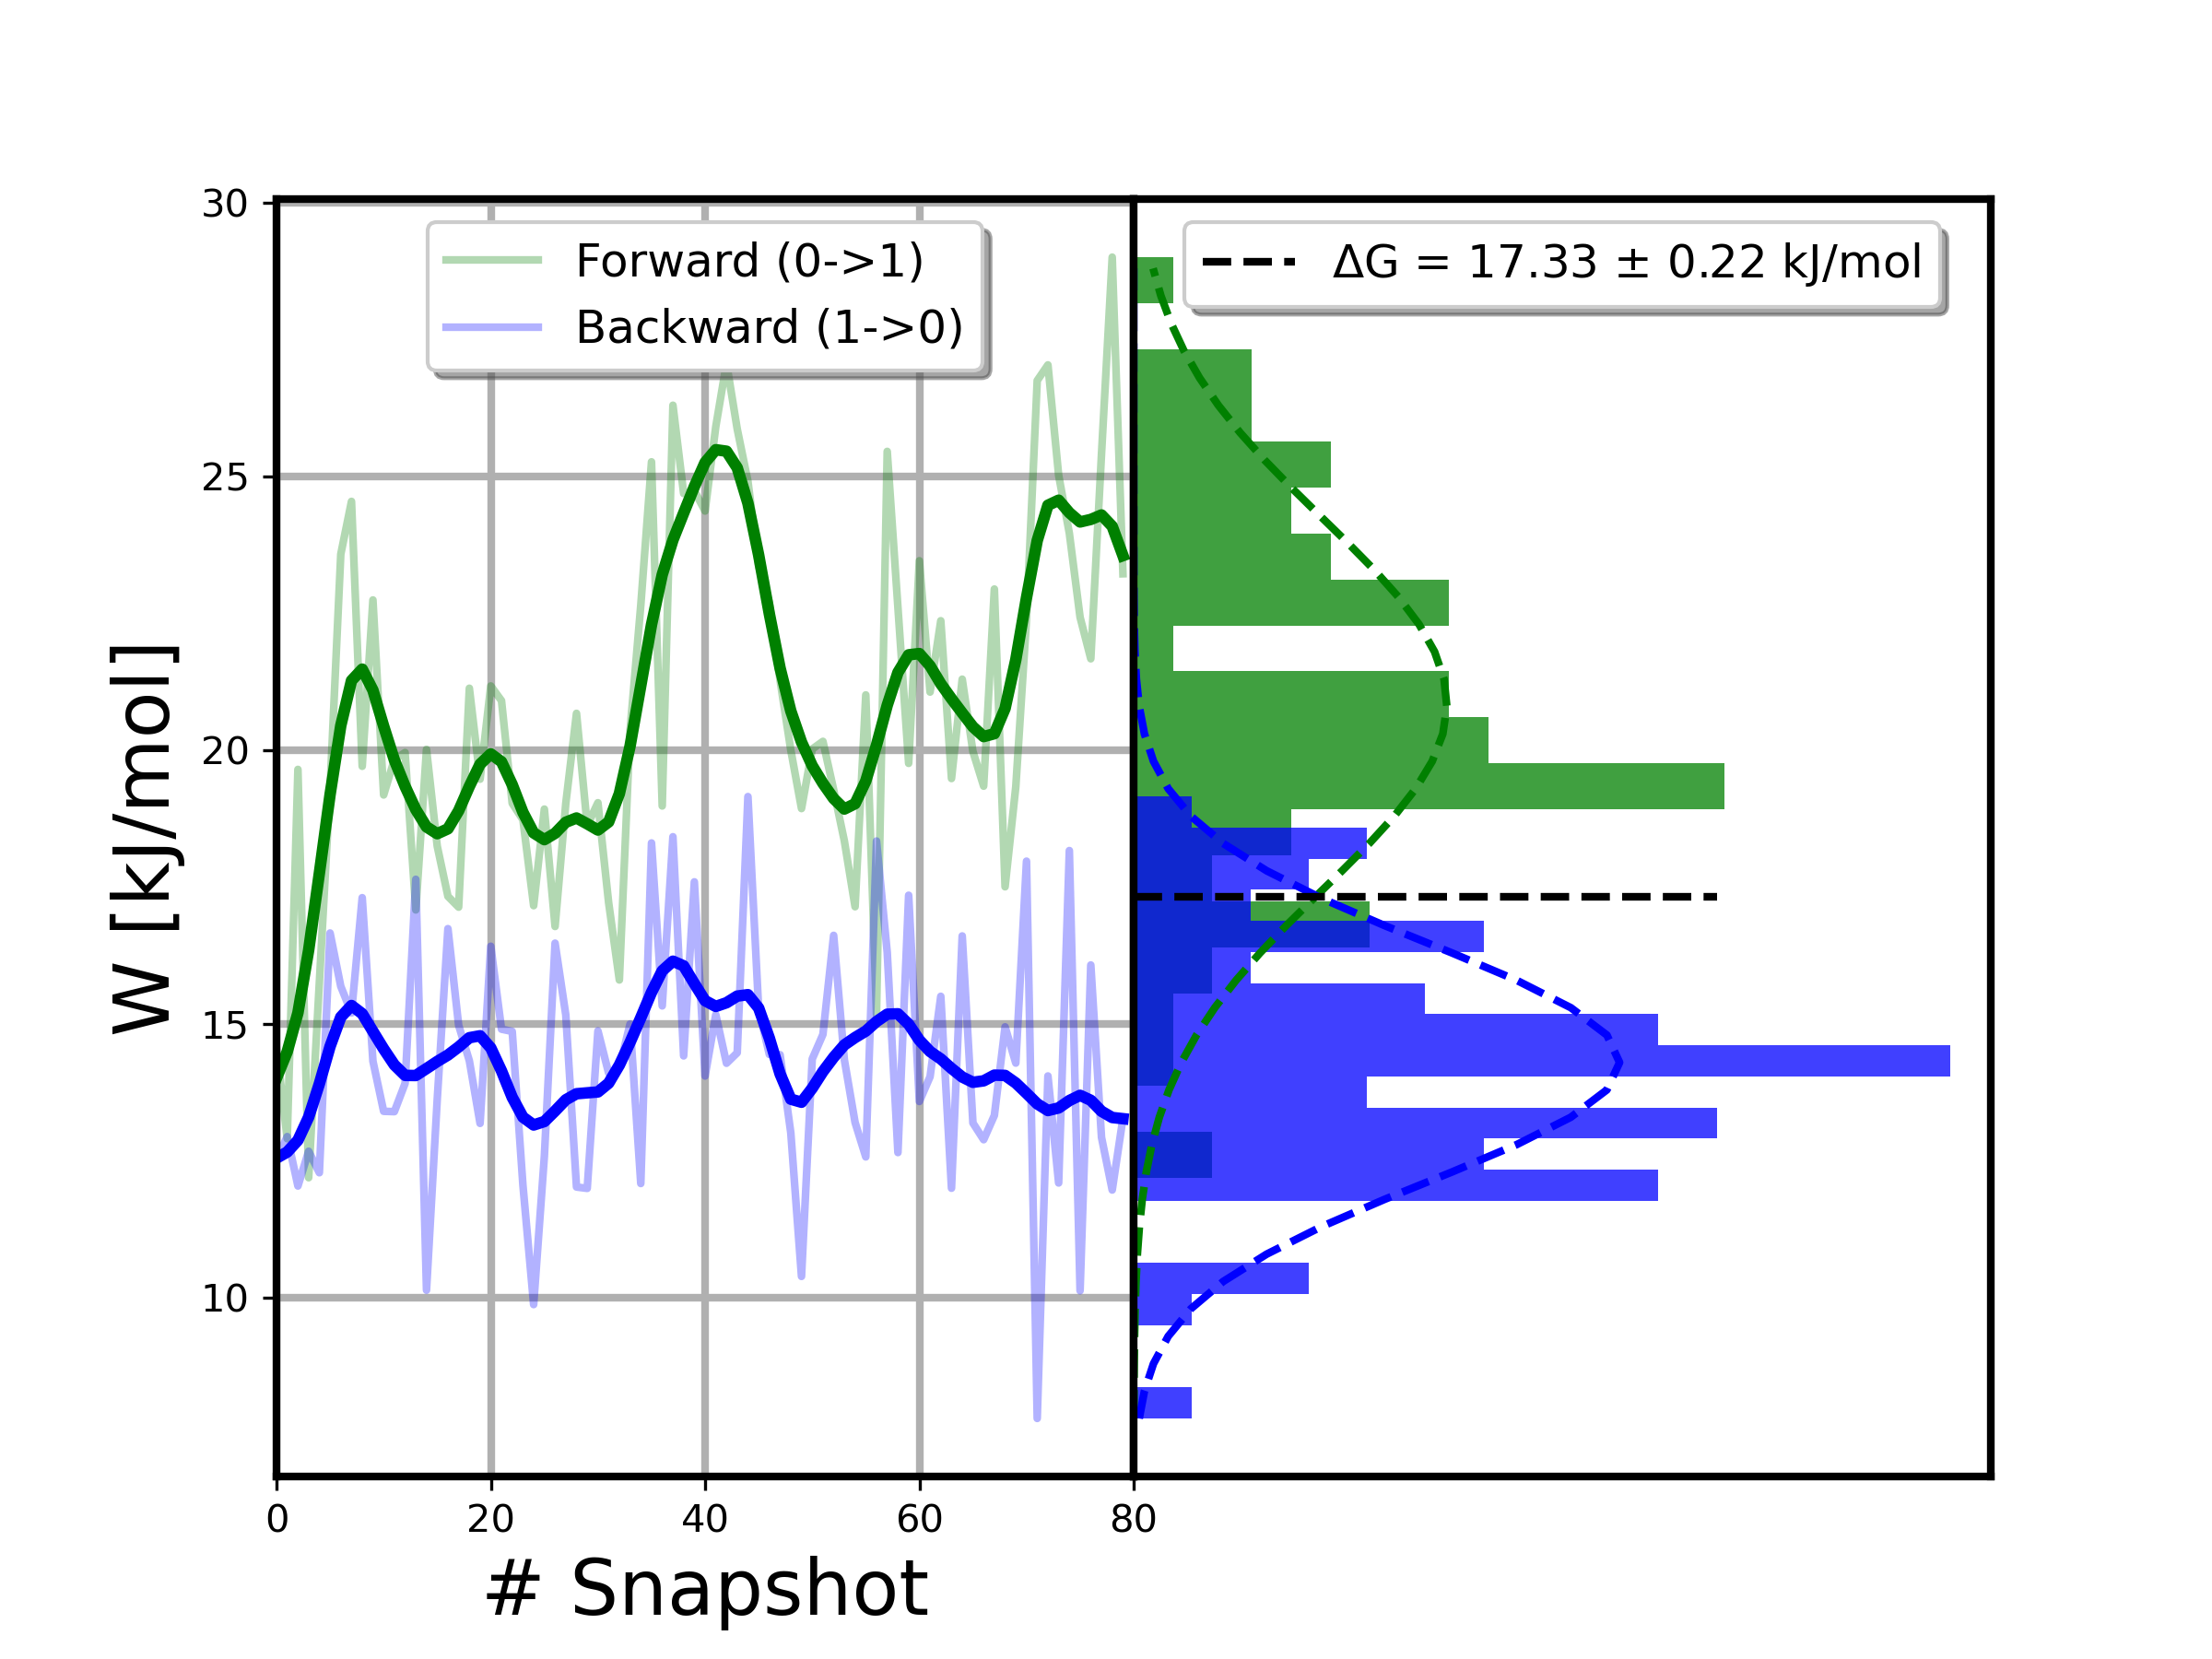 W [kJ/mol]
30
25
20
15
10
Forward (0->1)
Backward (1->0)
ΔG = 17.33 ± 0.22 kJ/mol
0
20
40
60
80
# Snapshot